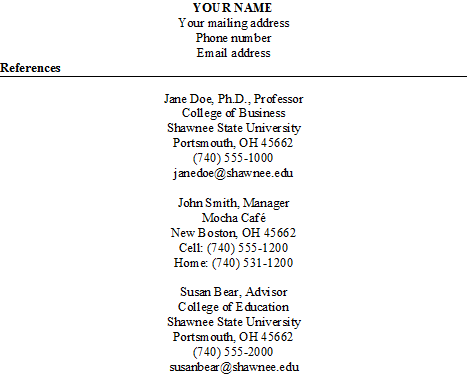 YOUR NAME
Your mailing address
Phone number
Email address
References
Jane Doe, Ph.D., Professor
College of Business
Shawnee State University
Portsmouth, OH 45662
(740) 555-1000
janedoe@shawnee.edu
John Smith, Manager
Mocha Café
New Boston, OH 45662
Cell: (740) 555-1200
Home: (740) 531-1200
Susan Bear, Advisor
College of Education
Shawnee State University
Portsmouth, OH 45662
(740) 555-2000
susanbear@shawnee.edu